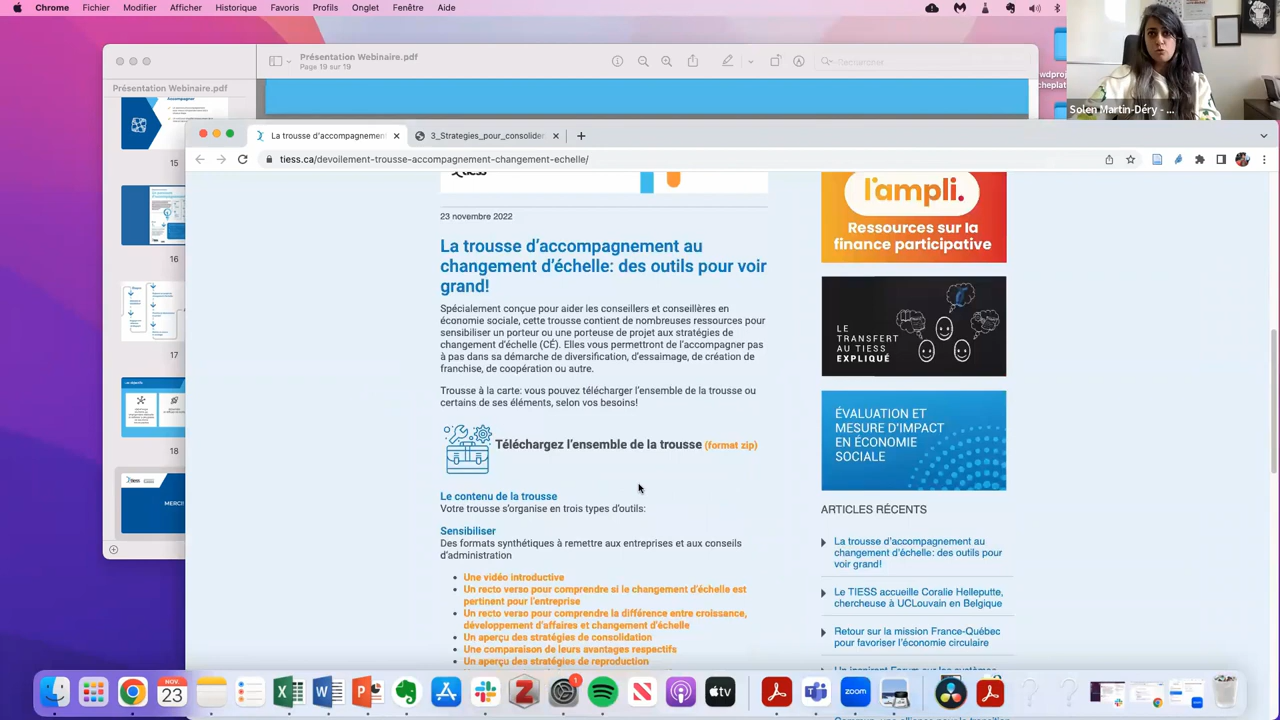 Chrome Fichier Modifier Afficher Historique Favoris Profils Onglet Fenêtre Aide
Présentation Webinaire.pdf
Page 19 sur 19
Rechercher
Présentation Webinaire.pdf
Accompagner
15
16
17
18
MERCI!
Solen Martin-Déry - ...
La trousse d'accompagnement
3_Strategies_pour_consolider
tiess.ca/devoilement-trousse-accompagnement-changement-echelle/
tiess
23 novembre 2022
La trousse d'accompagnement au
changement d'échelle: des outils pour voir
grand!
Spécialement conçue pour aider les conseillers et conseillères en
économie sociale, cette trousse contient de nombreuses ressources pour
sensibiliser un porteur ou une porteuse de projet aux stratégies de
changement d'échelle (CÉ). Elles vous permettront de l'accompagner pas
à pas dans sa démarche de diversification, d'essaimage, de création de
franchise, de coopération ou autre.
Trousse à la carte: vous pouvez télécharger l'ensemble de la trousse ou
certains de ses éléments, selon vos besoins!
Téléchargez l'ensemble de la trousse (format zip)
Le contenu de la trousse
Votre trousse s'organise en trois types d'outils:
Sensibiliser
Des formats synthétiques à remettre aux entreprises et aux conseils
d'administration
Une vidéo introductive
Un recto verso pour comprendre si le changement d'échelle est
pertinent pour l'entreprise
Un recto verso pour comprendre la différence entre croissance,
développement d'affaires et changement d'échelle
Un aperçu des stratégies de consolidation
Une comparaison de leurs avantages respectifs
Un aperçu des stratégies de reproduction
l'ampli.
Ressources sur la
finance participative
LE
TRANSFERT
AU TIESS
EXPLIQUÉ
ÉVALUATION ET
MESURE D'IMPACT
EN ÉCONOMIE
SOCIALE
ARTICLES RÉCENTS
La trousse d'accompagnement au
changement d'échelle: des outils pour
voir grand!
Le TIESS accueille Coralie Helleputte,
chercheuse à UCLouvain en Belgique
Retour sur la mission France-Québec
pour favoriser l'économie circulaire
NOV.
23
1
tv
zoom